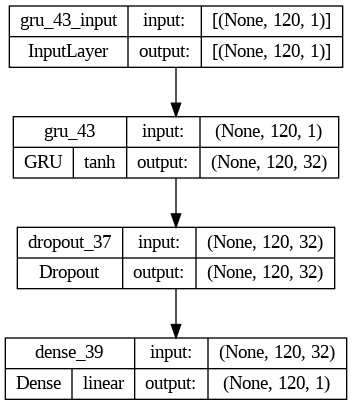 gru_43_input input: [(None, 120, 1)]
InputLayer output: [(None, 120, 1)]
gru_43 input: (None, 120, 1)
GRU tanh output: (None, 120, 32)
dropout_37 input: (None, 120, 32)
Dropout output: (None, 120, 32)
dense_39 input: (None, 120, 32)
Dense linear output: (None, 120, 1)